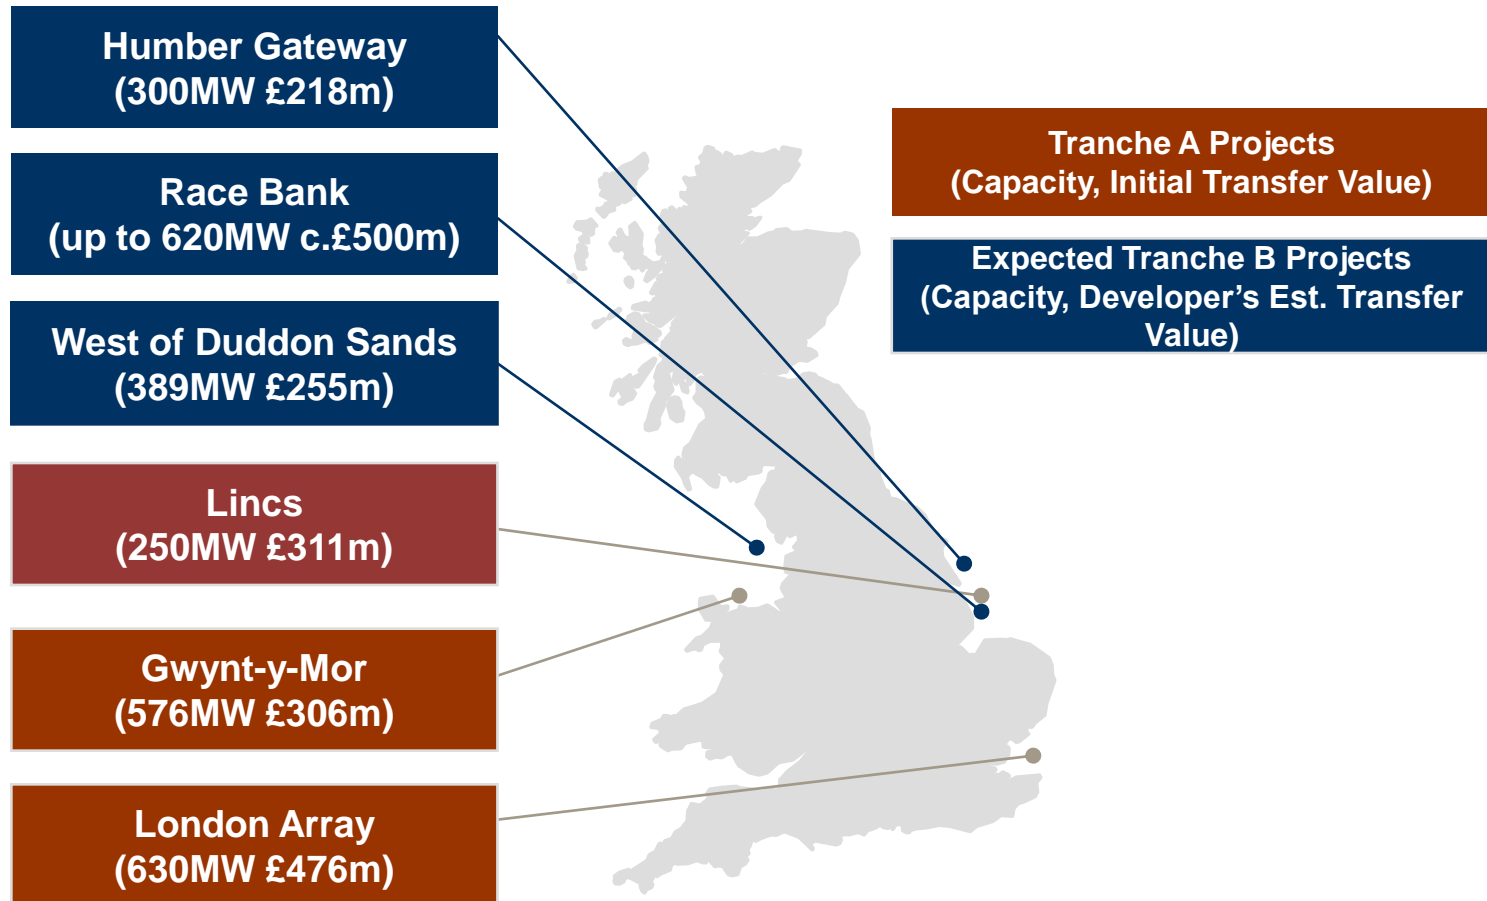 Humber Gateway
(300MW £218m)
Race Bank
(up to 620MW c.£500m)
West of Duddon Sands
(389MW £255m)
Lincs
(250MW £311m)
Gwynt-y-Mor
(576MW £306m)
London Array
(630MW £476m)
Tranche A Projects
(Capacity, Initial Transfer Value)
Expected Tranche B Projects
(Capacity, Developer’s Est. Transfer
Value)